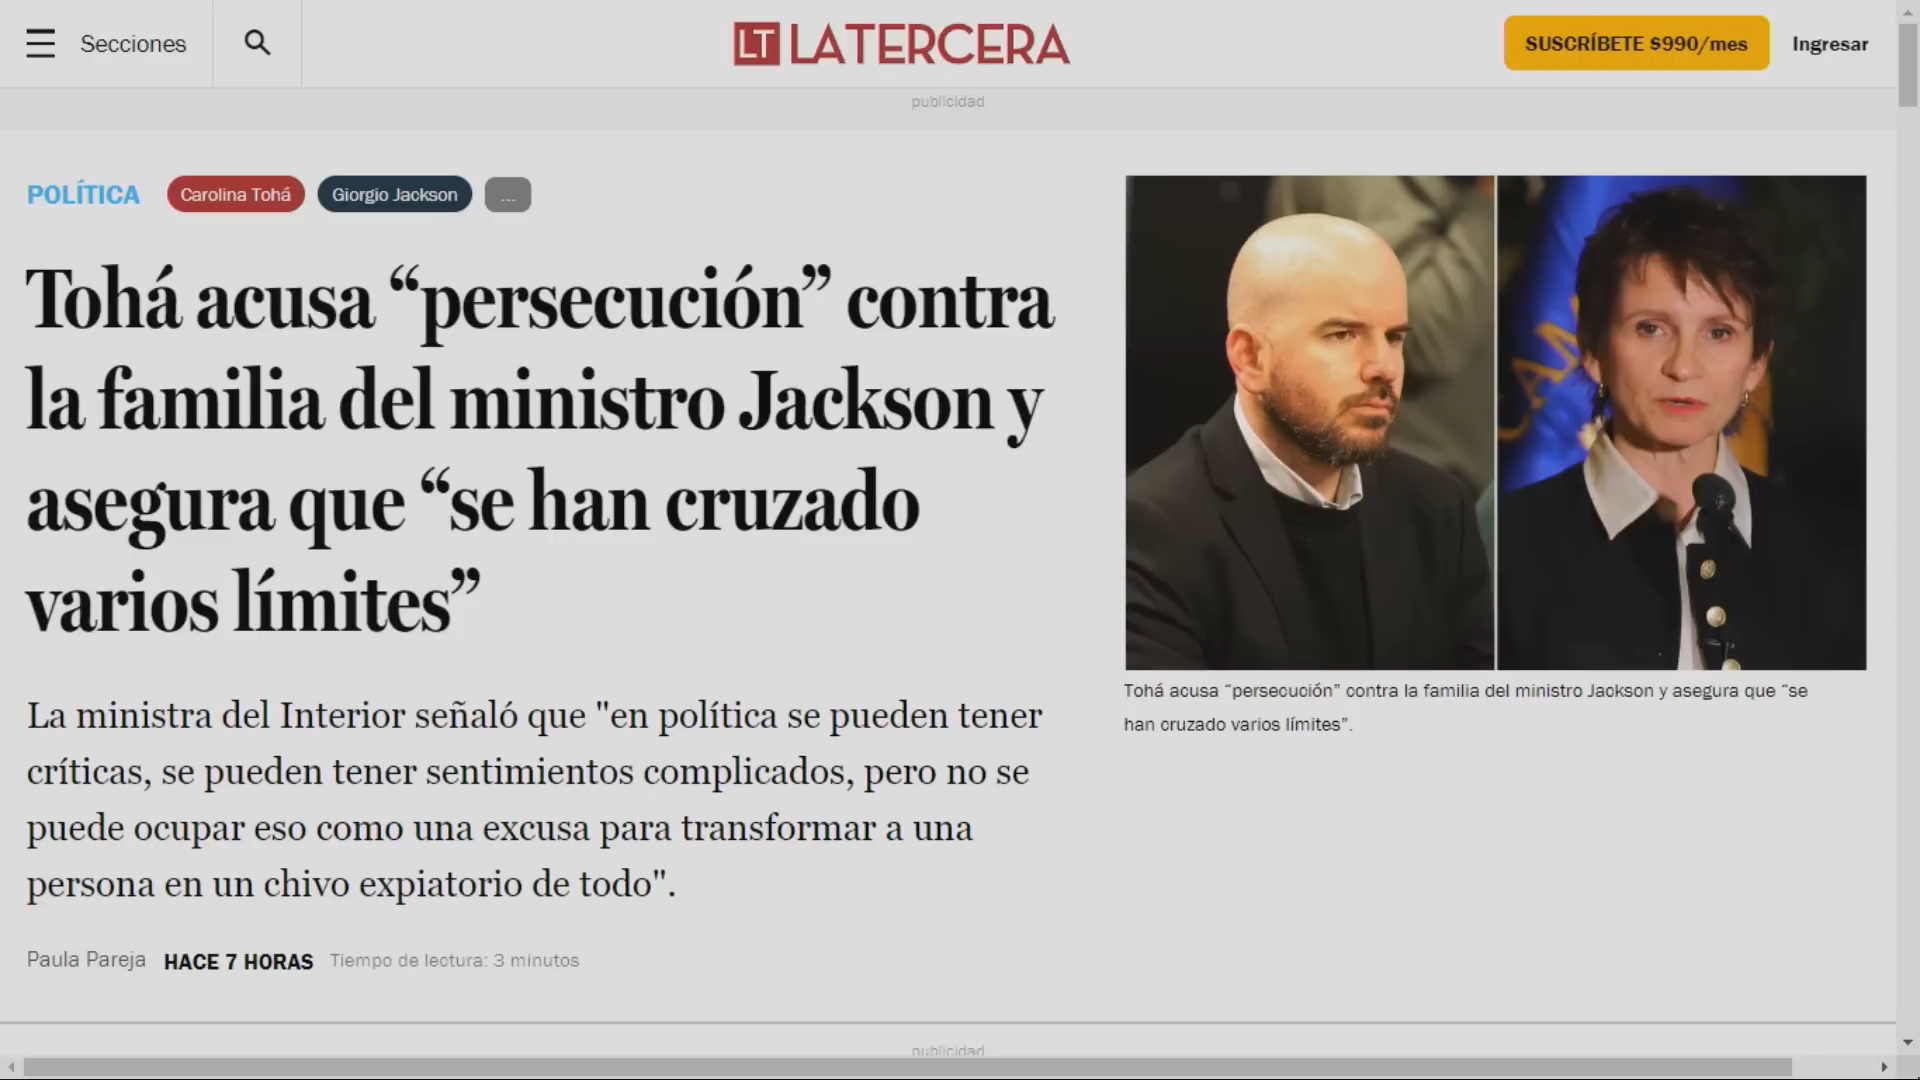 Secciones
LT LATERCERA
SUSCRÍBETE $990/mes
Ingresar
publicidad
POLÍTICA
Carolina Tohá
Giorgio Jackson
...
Tohá acusa “persecución” contra
la familia del ministro Jackson y
asegura que “se han cruzado
varios límites”
La ministra del Interior señaló que "en política se pueden tener
críticas, se pueden tener sentimientos complicados, pero no se
puede ocupar eso como una excusa para transformar a una
persona en un chivo expiatorio de todo".
Paula Pareja HACE 7 HORAS Tiempo de lectura: 3 minutos
Tohá acusa “persecución” contra la familia del ministro Jackson y asegura que “se
han cruzado varios límites”.
publicidad